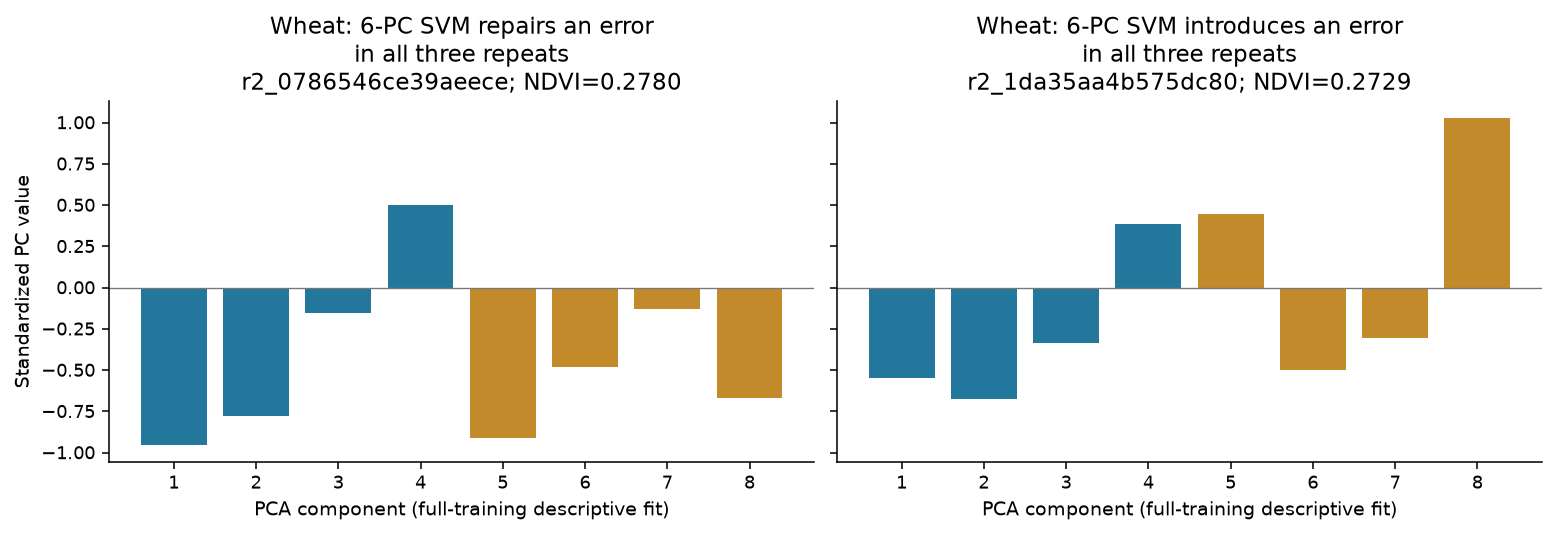 Wheat: 6-PC SVM repairs an error
in all three repeats
r2_0786546ce39aeece; NDVI=0.2780
Wheat: 6-PC SVM introduces an error
in all three repeats
r2_1da35aa4b575dc80; NDVI=0.2729
Standardized PC value
1.00
0.75
0.50
0.25
0.00
−0.25
−0.50
−0.75
−1.00
1 2 3 4 5 6 7 8
PCA component (full-training descriptive fit)
1 2 3 4 5 6 7 8
PCA component (full-training descriptive fit)